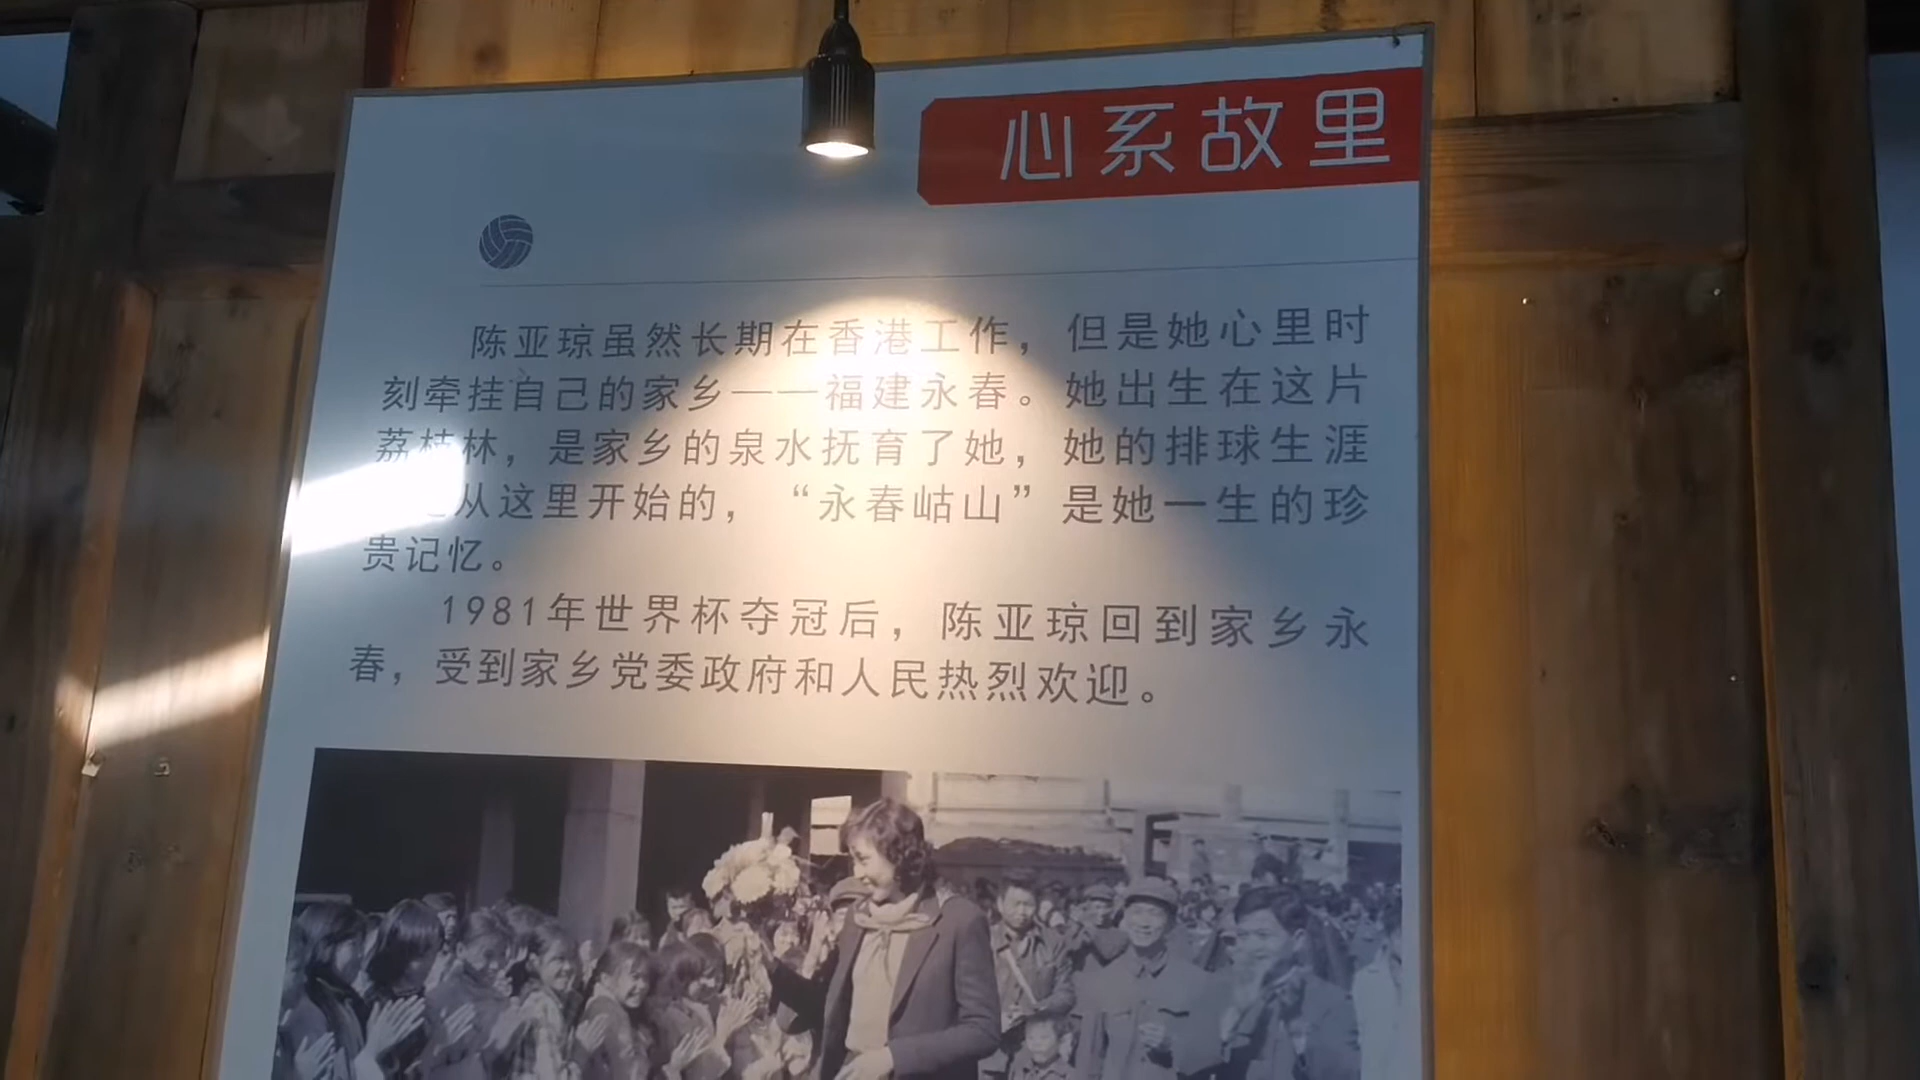 心系故里
陈亚琼虽然长期在香港工作，但是她心里时
刻牵挂自己的家乡——福建永春。她出生在这片
荔枝林，是家乡的泉水抚育了她，她的排球生涯
从这里开始的，“永春岵山”是她一生的珍
贵记忆。
1981年世界杯夺冠后，陈亚琼回到家乡永
春，受到家乡党委政府和人民热烈欢迎。